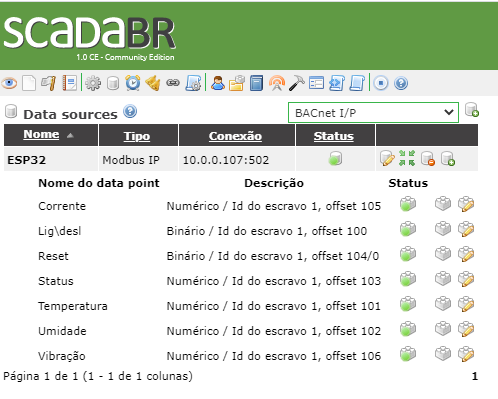 SCADABR
1.0 CE - Community Edition
Data sources BACnet I/P
Nome Tipo Conexão Status
ESP32 Modbus IP 10.0.0.107:502
Nome do data point Descrição Status
Corrente Numérico / Id do escravo 1, offset 105
Lig\desl Binário / Id do escravo 1, offset 100
Reset Binário / Id do escravo 1, offset 104/0
Status Numérico / Id do escravo 1, offset 103
Temperatura Numérico / Id do escravo 1, offset 101
Umidade Numérico / Id do escravo 1, offset 102
Vibração Numérico / Id do escravo 1, offset 106
Página 1 de 1 (1 - 1 de 1 colunas) 1